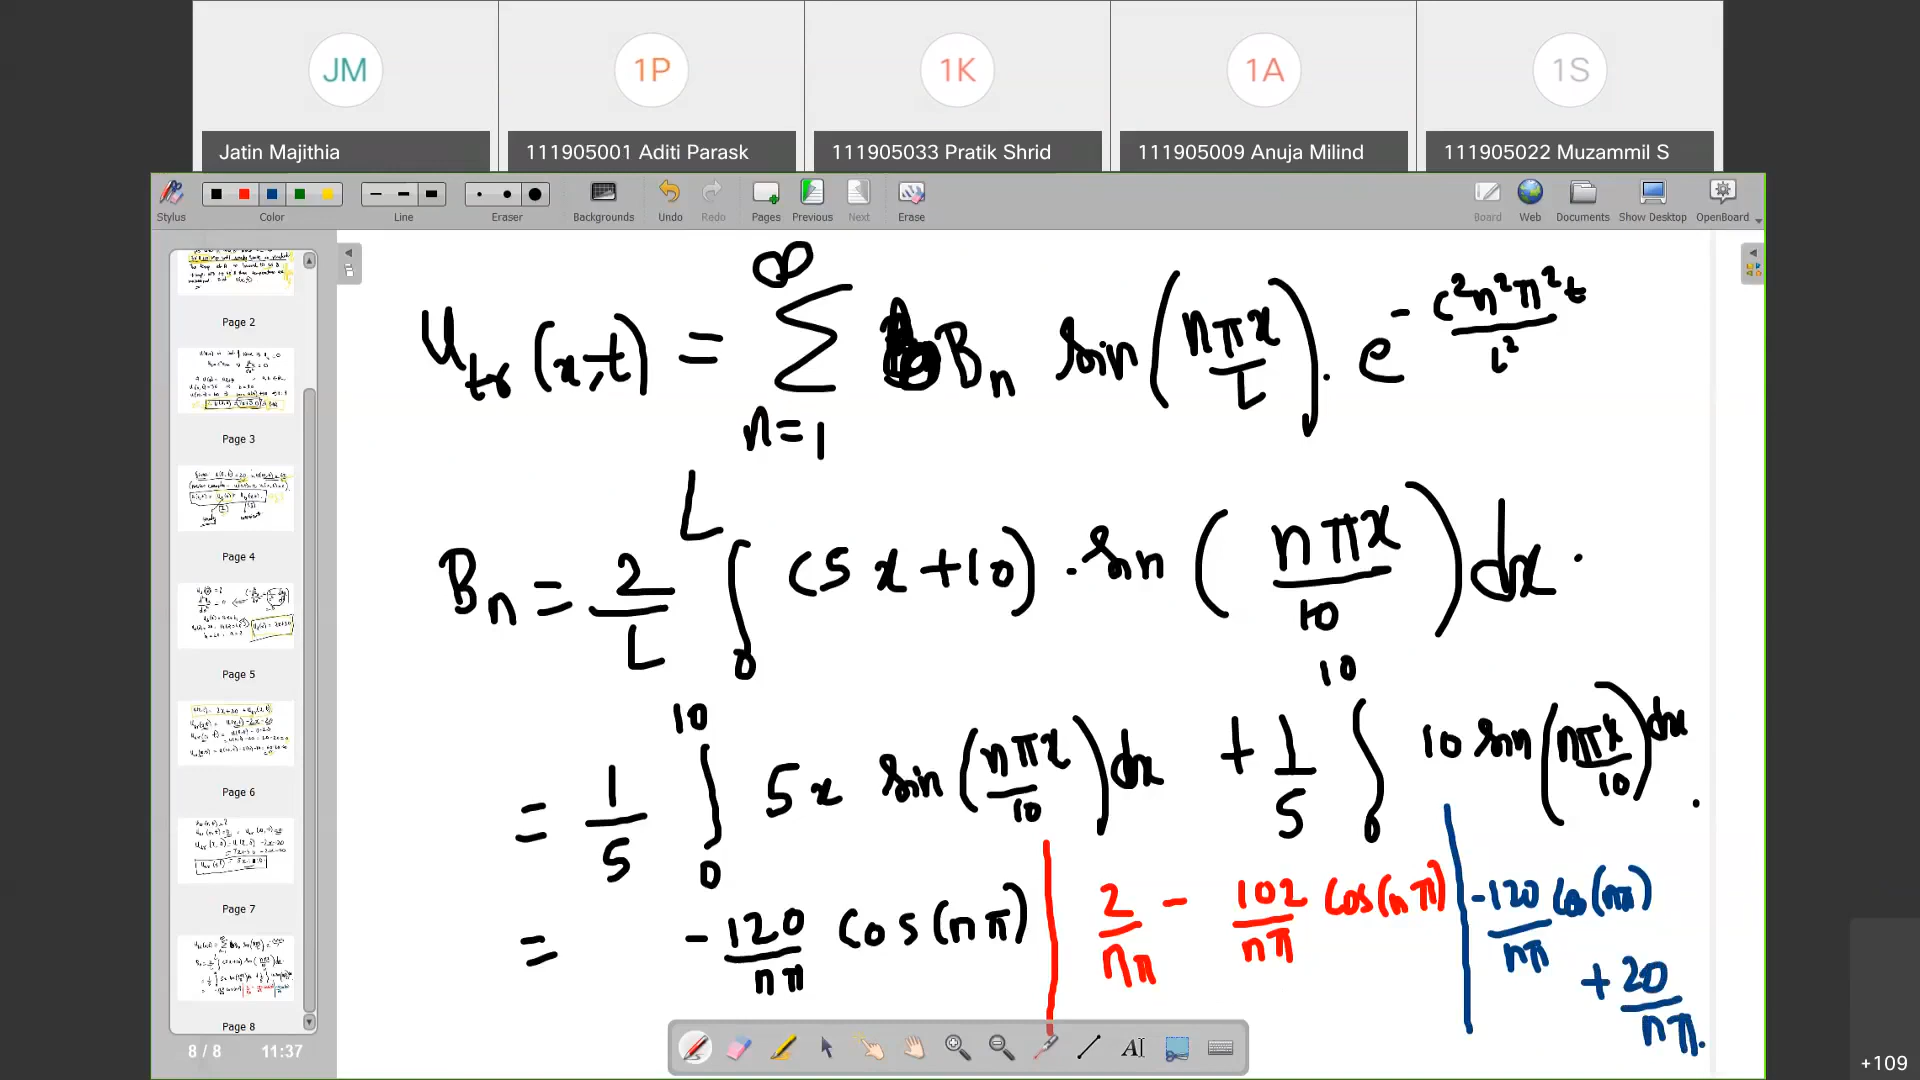 JM 1P 1K 1A 1S
Jatin Majithia 111905001 Aditi Parask 111905033 Pratik Shrid 111905009 Anuja Milind 111905022 Muzammil S
Stylus Color Line Eraser Backgrounds Undo Redo Pages Previous Next Erase Board Web Documents Show Desktop OpenBoard
Page 2
Page 3
Page 4
Page 5
Page 6
Page 7
Page 8
8 / 8 11:37
U_tr (x,t) = ∑_{n=1}^{∞} B_n sin(nπx/L) . e^{-c²n²π²t/L²}
B_n = 2/L ∫_0^L (5x+10) . sin(nπx/10) dx .
= 1/5 ∫_0^10 5x sin(nπx/10) dx + 1/5 ∫_0^10 10 sin(nπx/10) dx .
= -120/nπ cos(nπ) | 2/nπ - 102/nπ cos(nπ) | -120/nπ cos(nπ) + 20/nπ .
+109